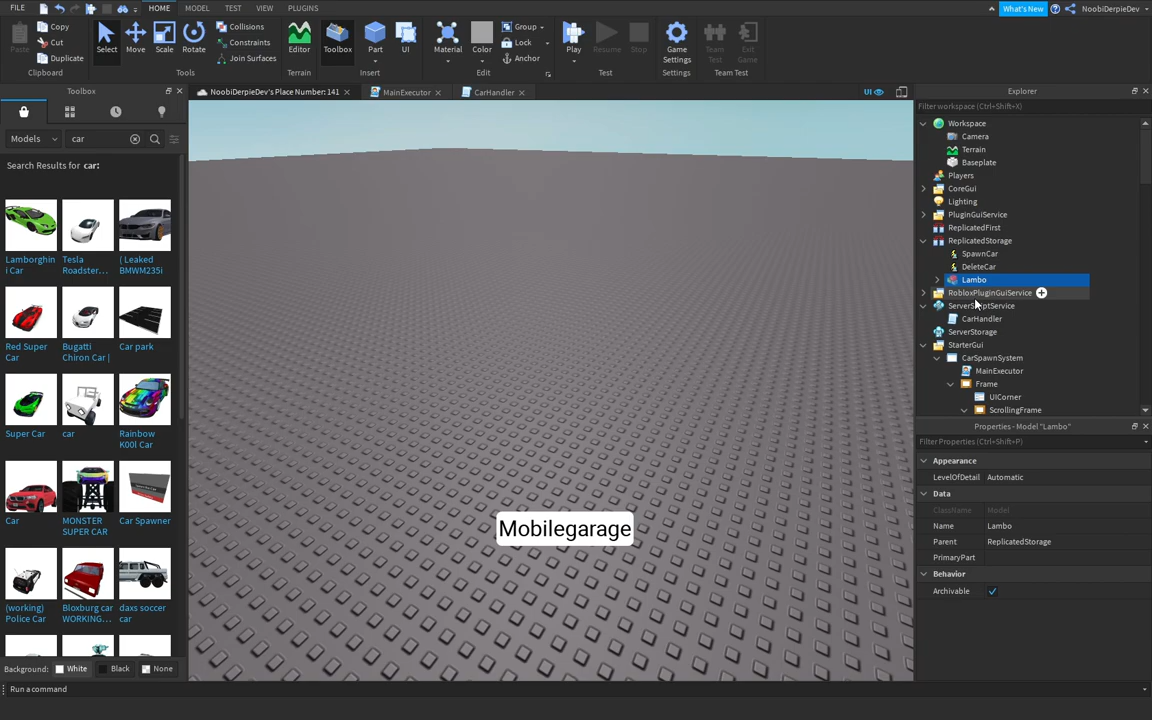 FILE HOME MODEL TEST VIEW PLUGINS What's New NoobiDerpieDev
Paste Copy Cut Duplicate Clipboard
Select Move Scale Rotate Collisions Constraints Join Surfaces Tools
Editor Terrain
Toolbox Part UI Insert
Material Color Group Lock Anchor Edit
Play Resume Stop Test
Game Settings Settings
Team Test Exit Game Team Test
Toolbox
NoobiDerpieDev's Place Number: 141 MainExecutor CarHandler UI
Models car
Search Results for car:
Lamborghin
i Car
Tesla
Roadster...
( Leaked
BMWM235i
Red Super
Car
Bugatti
Chiron Car |
Car park
Super Car
car
Rainbow
K00l Car
Car
MONSTER
SUPER CAR
Car Spawner
(working)
Police Car
Bloxburg car
WORKING...
daxs soccer
car
Background: White Black None
Run a command
Mobilegarage
Explorer
Filter workspace (Ctrl+Shift+X)
Workspace
Camera
Terrain
Baseplate
Players
CoreGui
Lighting
PluginGuiService
ReplicatedFirst
ReplicatedStorage
SpawnCar
DeleteCar
Lambo
RobloxPluginGuiService
ServerScriptService
CarHandler
ServerStorage
StarterGui
CarSpawnSystem
MainExecutor
Frame
UICorner
ScrollingFrame
Properties - Model "Lambo"
Filter Properties (Ctrl+Shift+P)
Appearance
LevelOfDetail Automatic
Data
ClassName Model
Name Lambo
Parent ReplicatedStorage
PrimaryPart
Behavior
Archivable